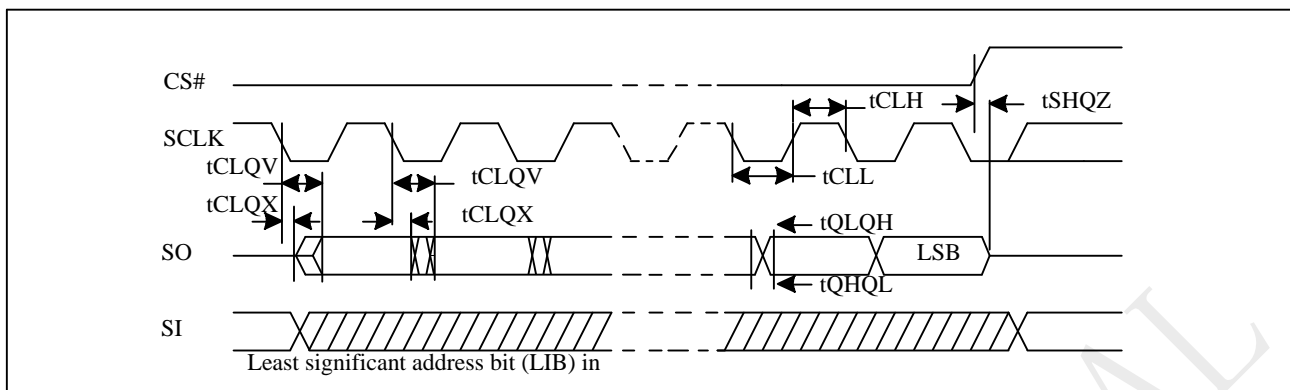 CS#
tCLH
tSHQZ
SCLK
tCLQV
tCLQV
tCLL
tCLQX
tCLQX
tQLQH
SO
LSB
tQHQL
SI
Least significant address bit (LIB) in
AL